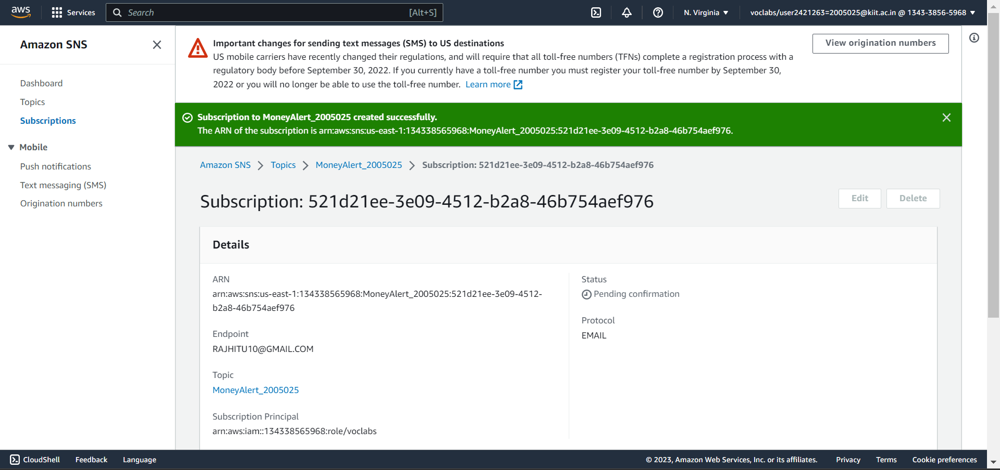 aws
Services
Search
[Alt+S]
N. Virginia
voclabs/user2421263=2005025@kiit.ac.in @ 1343-3856-5968
Amazon SNS
Dashboard
Topics
Subscriptions
Mobile
Push notifications
Text messaging (SMS)
Origination numbers
Important changes for sending text messages (SMS) to US destinations
US mobile carriers have recently changed their regulations, and will require that all toll-free numbers (TFNs) complete a registration process with a
regulatory body before September 30, 2022. If you currently have a toll-free number you must register your toll-free number by September 30,
2022 or you will no longer be able to use the toll-free number. Learn more
View origination numbers
Subscription to MoneyAlert_2005025 created successfully.
The ARN of the subscription is arn:aws:sns:us-east-1:134338565968:MoneyAlert_2005025:521d21ee-3e09-4512-b2a8-46b754aef976.
Amazon SNS
Topics
MoneyAlert_2005025
Subscription: 521d21ee-3e09-4512-b2a8-46b754aef976
Subscription: 521d21ee-3e09-4512-b2a8-46b754aef976
Edit
Delete
Details
ARN
arn:aws:sns:us-east-1:134338565968:MoneyAlert_2005025:521d21ee-3e09-4512-
b2a8-46b754aef976
Endpoint
RAJHITU10@GMAIL.COM
Topic
MoneyAlert_2005025
Subscription Principal
arn:aws:iam::134338565968:role/voclabs
Status
Pending confirmation
Protocol
EMAIL
CloudShell
Feedback
Language
© 2023, Amazon Web Services, Inc. or its affiliates.
Privacy
Terms
Cookie preferences